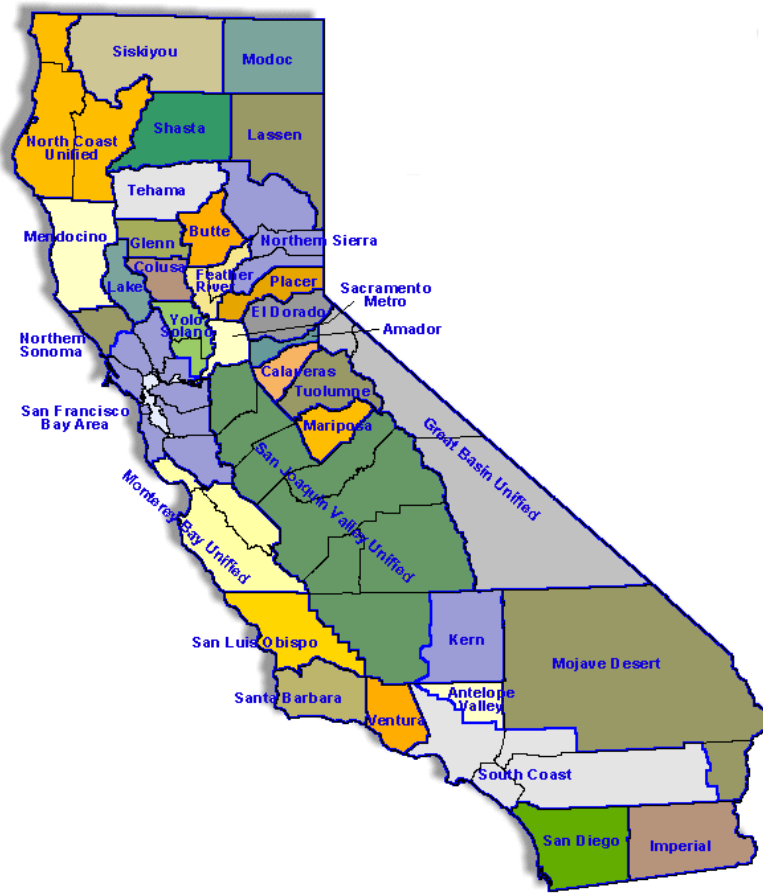 Siskiyou
Modoc
North Coast
Unified
Shasta
Lassen
Tehama
Mendocino
Glenn
Butte
Northern Sierra
Colusa
Lake
Feather
River
Placer
Sacramento
Metro
El Dorado
Yolo
Solano
Amador
Northern
Sonoma
Calaveras
Tuolumne
San Francisco
Bay Area
Mariposa
Great Basin Unified
San Joaquin Valley Unified
Monterey Bay Unified
San Luis Obispo
Kern
Mojave Desert
Santa Barbara
Antelope
Valley
Ventura
South Coast
San Diego
Imperial